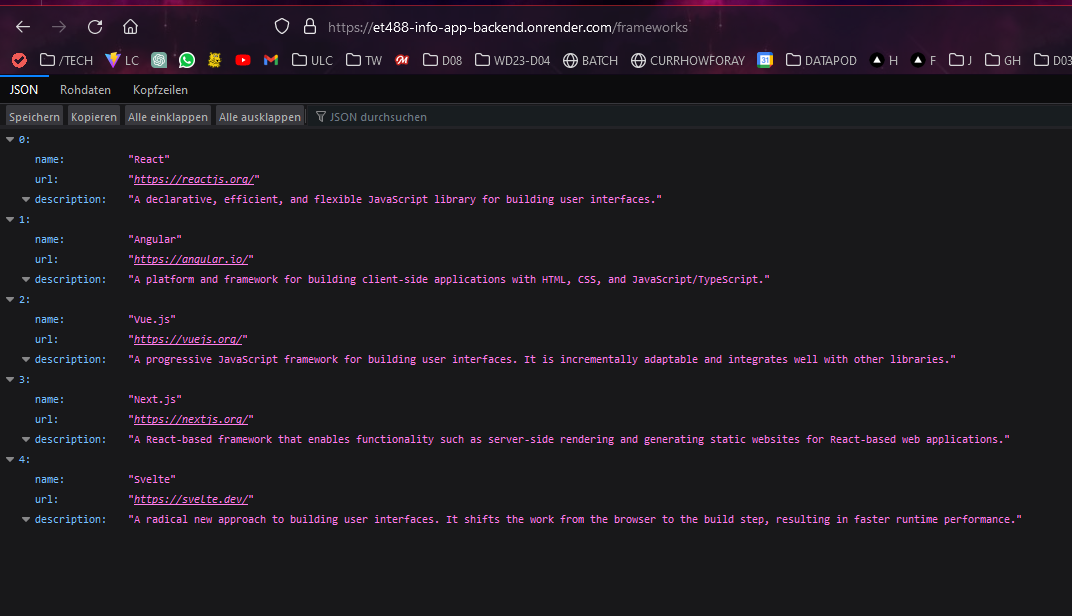 https://et488-info-app-backend.onrender.com/frameworks
/TECH LC ULC TW D08 WD23-D04 BATCH CURRHOWFORAY 31 DATAPOD H F J GH D03
JSON Rohdaten Kopfzeilen
Speichern Kopieren Alle einklappen Alle ausklappen JSON durchsuchen
0:
name: "React"
url: "https://reactjs.org/"
description: "A declarative, efficient, and flexible JavaScript library for building user interfaces."
1:
name: "Angular"
url: "https://angular.io/"
description: "A platform and framework for building client-side applications with HTML, CSS, and JavaScript/TypeScript."
2:
name: "Vue.js"
url: "https://vuejs.org/"
description: "A progressive JavaScript framework for building user interfaces. It is incrementally adaptable and integrates well with other libraries."
3:
name: "Next.js"
url: "https://nextjs.org/"
description: "A React-based framework that enables functionality such as server-side rendering and generating static websites for React-based web applications."
4:
name: "Svelte"
url: "https://svelte.dev/"
description: "A radical new approach to building user interfaces. It shifts the work from the browser to the build step, resulting in faster runtime performance."